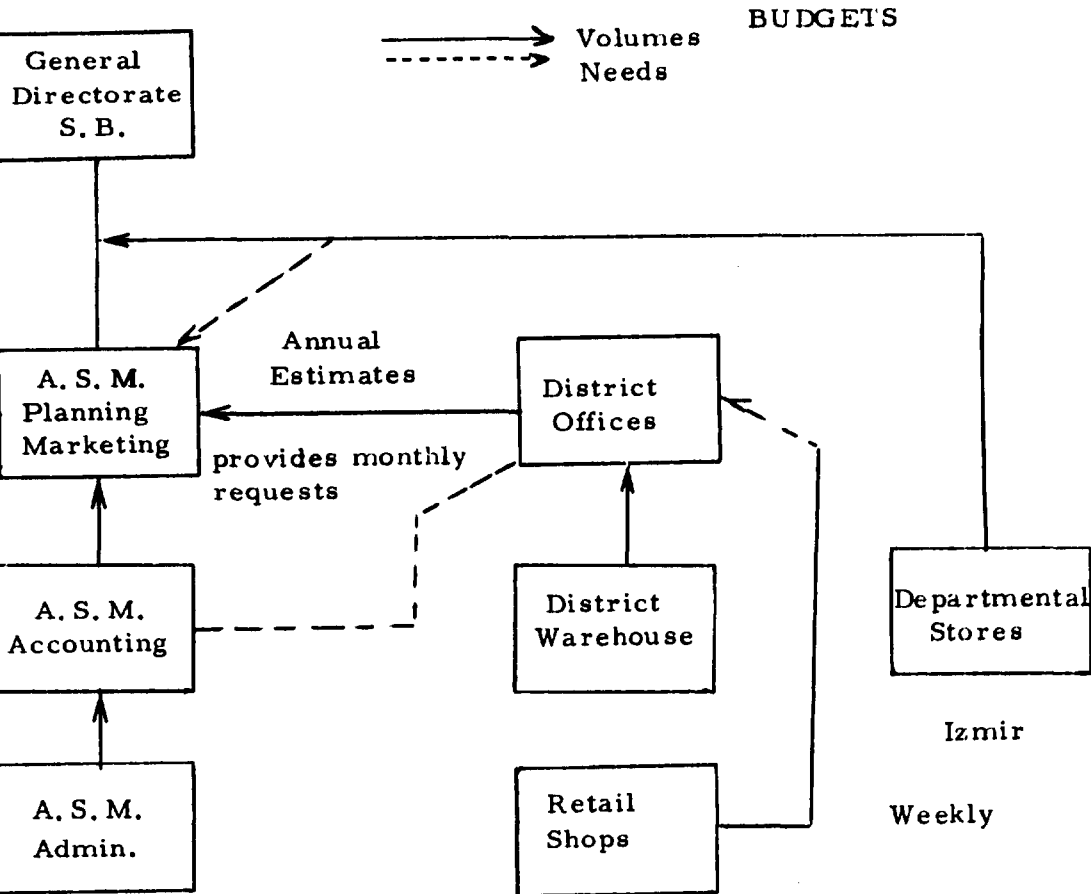 BUDGETS
Volumes
Needs
General
Directorate
S. B.
Annual
Estimates
A. S. M.
Planning
Marketing
District
Offices
provides monthly
requests
A. S. M.
Accounting
District
Warehouse
Departmental
Stores
Izmir
A. S. M.
Admin.
Retail
Shops
Weekly